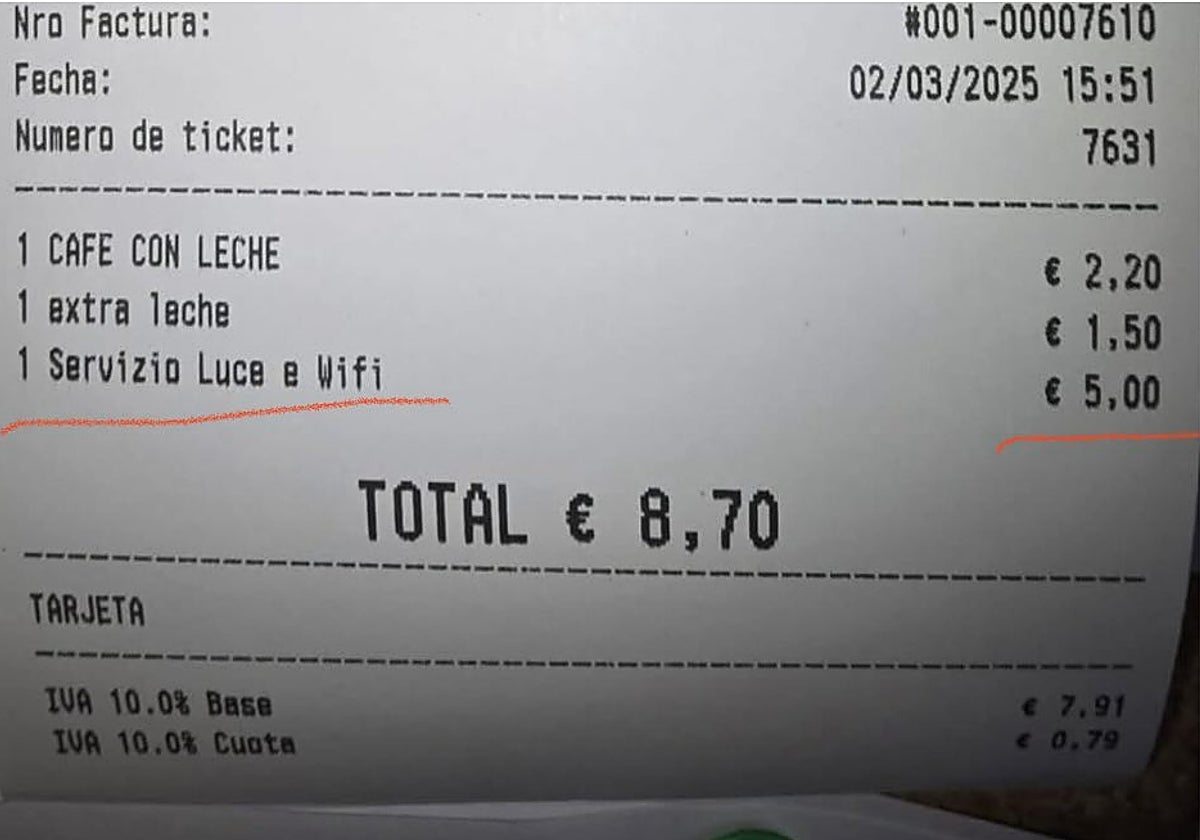 Nro Factura: #001-00007610
Fecha: 02/03/2025 15:51
Numero de ticket: 7631
1 CAFE CON LECHE € 2,20
1 extra leche € 1,50
1 Servizio Luce e Wifi € 5,00
TOTAL € 8,70
TARJETA
IVA 10.0% Base € 7.91
IVA 10.0% Cuota € 0.79